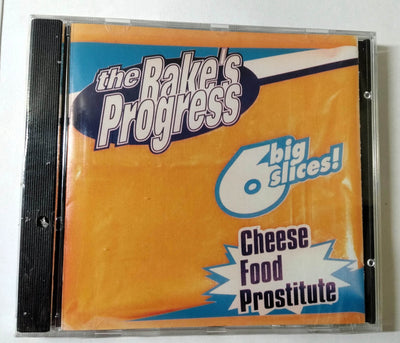 the Rake's
Progress
6 big
slices!
Cheese
Food
Prostitute